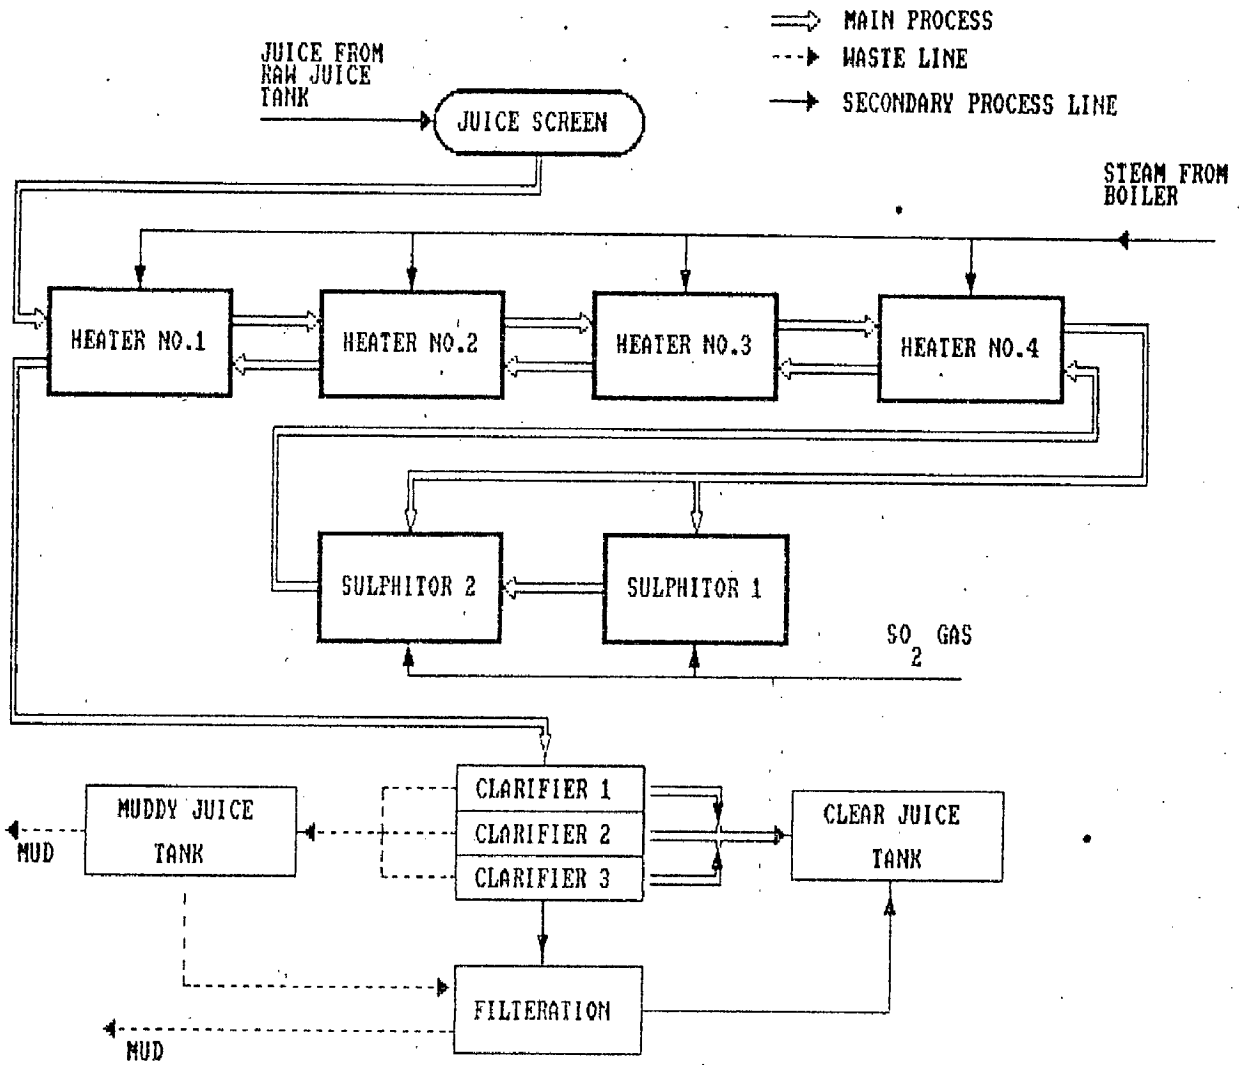 MAIN PROCESS
WASTE LINE
SECONDARY PROCESS LINE
JUICE FROM
RAW JUICE
TANK
JUICE SCREEN
STEAM FROM
BOILER
HEATER NO.1
HEATER NO.2
HEATER NO.3
HEATER NO.4
SULPHITOR 2
SULPHITOR 1
SO2 GAS
CLARIFIER 1
CLARIFIER 2
CLARIFIER 3
MUDDY JUICE
TANK
MUD
CLEAR JUICE
TANK
FILTERATION
MUD